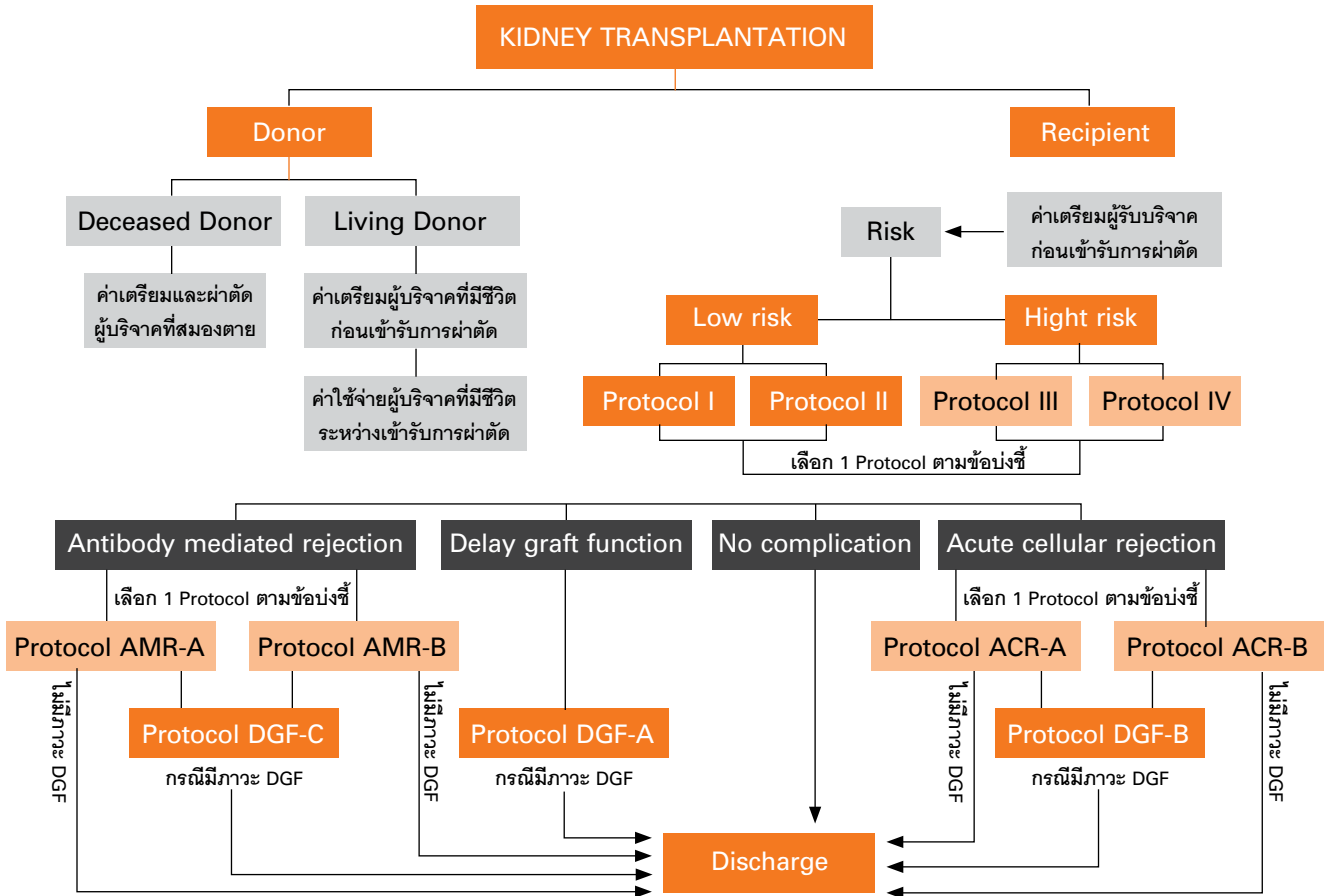 KIDNEY TRANSPLANTATION
Donor
Recipient
Deceased Donor
Living Donor
Risk
ค่าเตรียมผู้รับบริจาค
ก่อนเข้ารับการผ่าตัด
ค่าเตรียมและผ่าตัด
ผู้บริจาคที่สมองตาย
ค่าเตรียมผู้บริจาคที่มีชีวิต
ก่อนเข้ารับการผ่าตัด
Low risk
Hight risk
ค่าใช้จ่ายผู้บริจาคที่มีชีวิต
ระหว่างเข้ารับการผ่าตัด
Protocol I
Protocol II
Protocol III
Protocol IV
เลือก 1 Protocol ตามข้อบ่งชี้
Antibody mediated rejection
Delay graft function
No complication
Acute cellular rejection
เลือก 1 Protocol ตามข้อบ่งชี้
เลือก 1 Protocol ตามข้อบ่งชี้
Protocol AMR-A
Protocol AMR-B
Protocol ACR-A
Protocol ACR-B
ไม่มีภาวะ DGF
Protocol DGF-C
กรณีมีภาวะ DGF
ไม่มีภาวะ DGF
Protocol DGF-A
กรณีมีภาวะ DGF
ไม่มีภาวะ DGF
Protocol DGF-B
กรณีมีภาวะ DGF
ไม่มีภาวะ DGF
Discharge